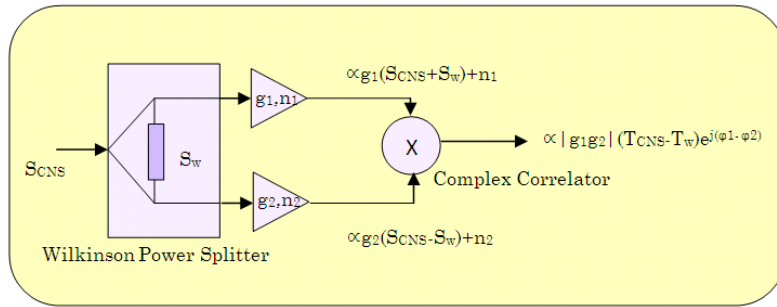 ∝g1(SCNS+Sw)+n1
g1,n1
SCNS
Sw
X
∝|g1g2|(TCNS-Tw)e^j(φ1-φ2)
Complex Correlator
g2,n2
∝g2(SCNS-Sw)+n2
Wilkinson Power Splitter